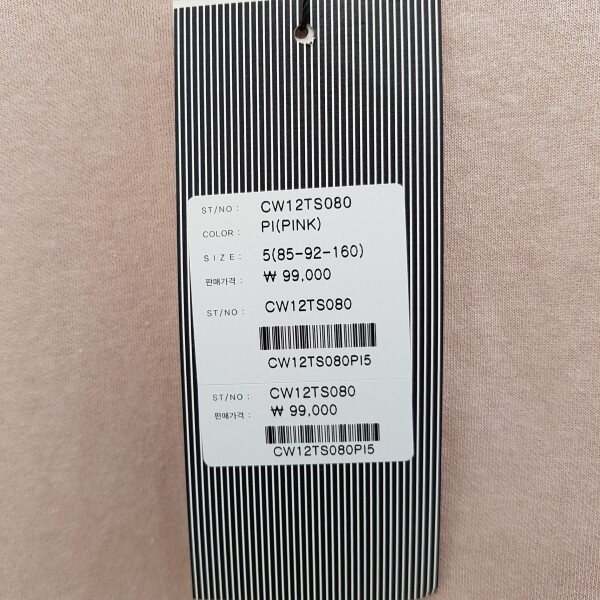 ST/NO : CW12TS080
COLOR : PI(PINK)
SIZE : 5(85-92-160)
판매가격 : ₩ 99,000
ST/NO : CW12TS080
CW12TS080PI5
ST/NO : CW12TS080
판매가격 : ₩ 99,000
CW12TS080PI5